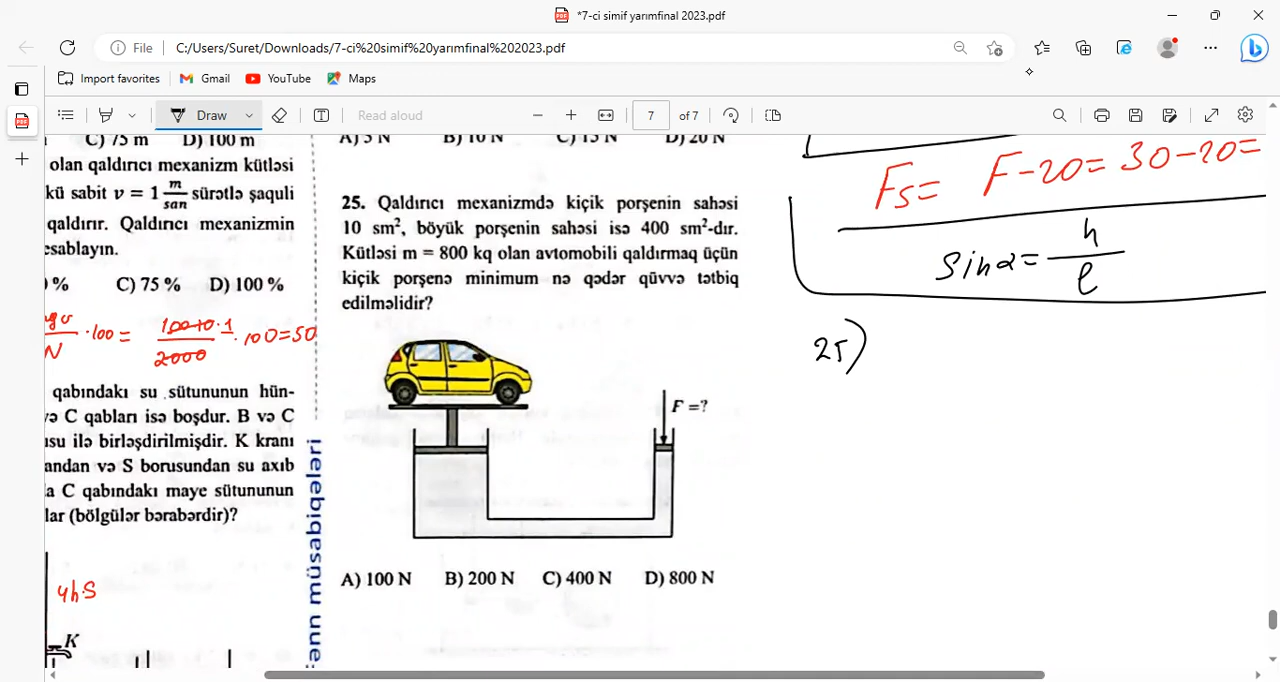 *7-ci simif yarımfinal 2023.pdf
File
C:/Users/Suret/Downloads/7-ci%20simif%20yarımfinal%202023.pdf
Import favorites
Gmail
YouTube
Maps
Draw
Read aloud
7
of 7
C) 75 m D) 100 m
olan qaldırıcı mexanizm kütləsi
kü sabit v = 1 m/san sürətlə şaquli
qaldırır. Qaldırıcı mexanizmin
esablayın.
% C) 75 % D) 100 %
N · 100 = 100·10·1/2000 · 100=50
qabındakı su sütununun hün-
və C qabları isə boşdur. B və C
usu ilə birləşdirilmişdir. K kranı
andan və S borusundan su axıb
a C qabındakı maye sütununun
lar (bölgülər bərabərdir)?
4h·S
K
ənn müsabiqələri
A) 5 N B) 10 N C) 15 N D) 20 N
25. Qaldırıcı mexanizmdə kiçik porşenin sahəsi
10 sm², böyük porşenin sahəsi isə 400 sm²-dır.
Kütləsi m = 800 kq olan avtomobili qaldırmaq üçün
kiçik porşenə minimum nə qədər qüvvə tətbiq
edilməlidir?
F =?
A) 100 N B) 200 N C) 400 N D) 800 N
Fs= F-20= 30-20=
sinα= h/l
25)